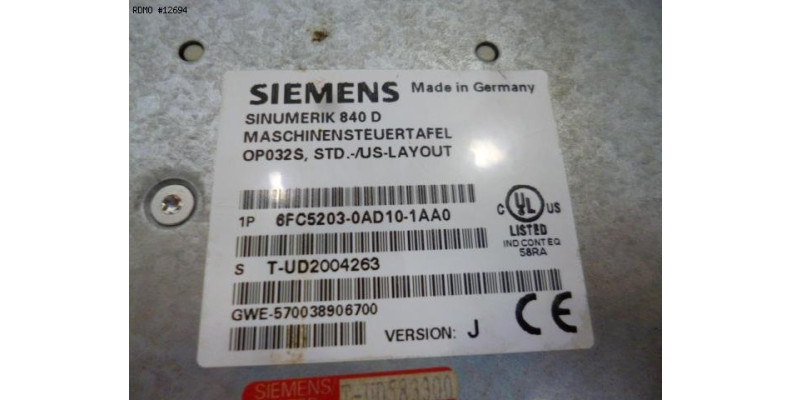 RDMO #12694
SIEMENS Made in Germany
SINUMERIK 840 D
MASCHINENSTEUERTAFEL
OP032S, STD.-/US-LAYOUT
1P 6FC5203-0AD10-1AA0
C UL US
LISTED
IND CONT EQ
58RA
S T-UD2004263
GWE-570038906700
VERSION: J CE
SIEMENS T-UD583300